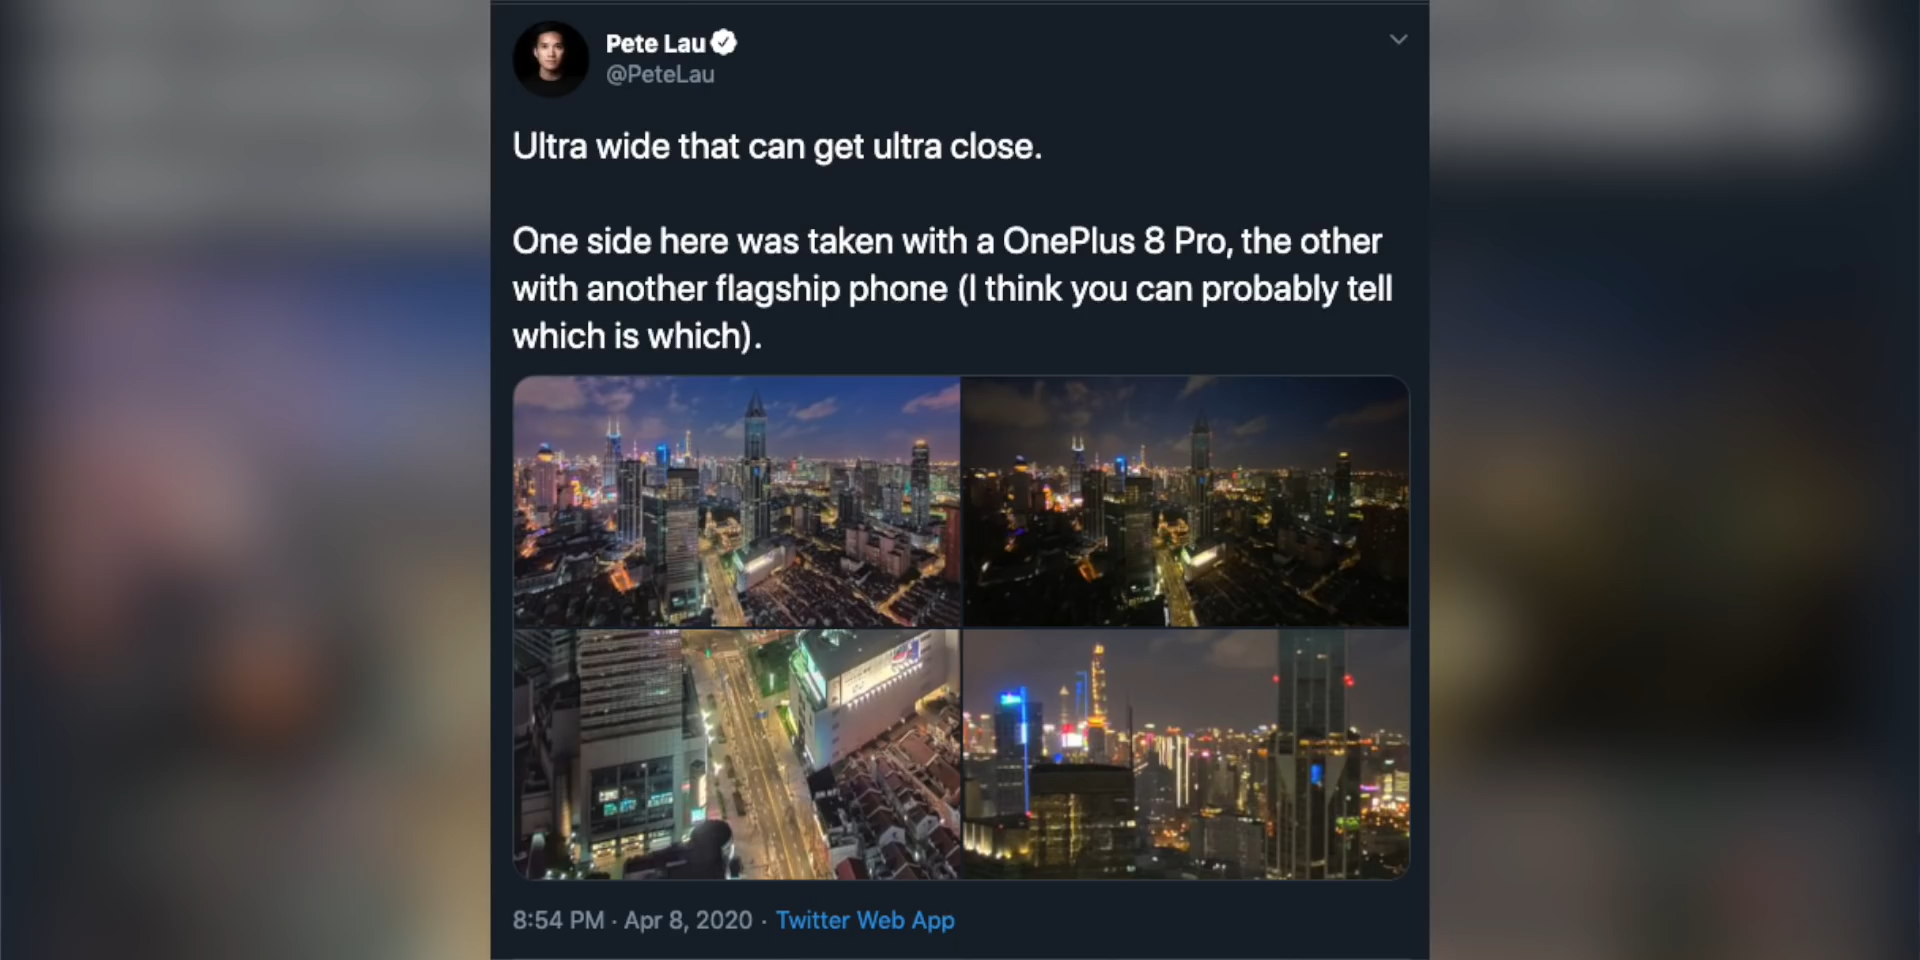 Pete Lau
@PeteLau
Ultra wide that can get ultra close.
One side here was taken with a OnePlus 8 Pro, the other
with another flagship phone (I think you can probably tell
which is which).
8:54 PM · Apr 8, 2020 · Twitter Web App